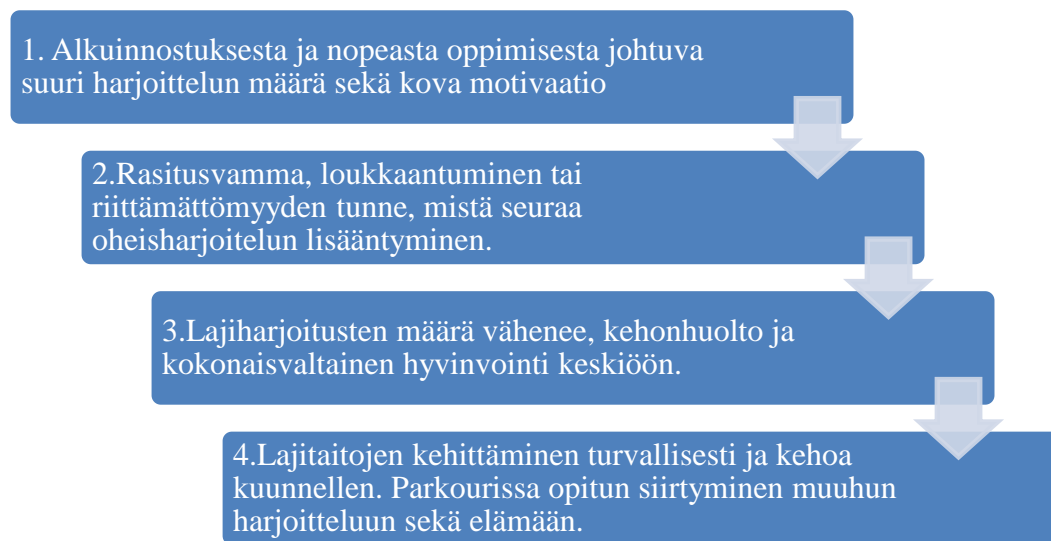 1. Alkuinnostuksesta ja nopeasta oppimisesta johtuva
suuri harjoittelun määrä sekä kova motivaatio
2.Rasitusvamma, loukkaantuminen tai
riittämättömyyden tunne, mistä seuraa
oheisharjoitelun lisääntyminen.
3.Lajiharjoitusten määrä vähenee, kehonhuolto ja
kokonaisvaltainen hyvinvointi keskiöön.
4.Lajitaitojen kehittäminen turvallisesti ja kehoa
kuunnellen. Parkourissa opitun siirtyminen muuhun
harjoitteluun sekä elämään.